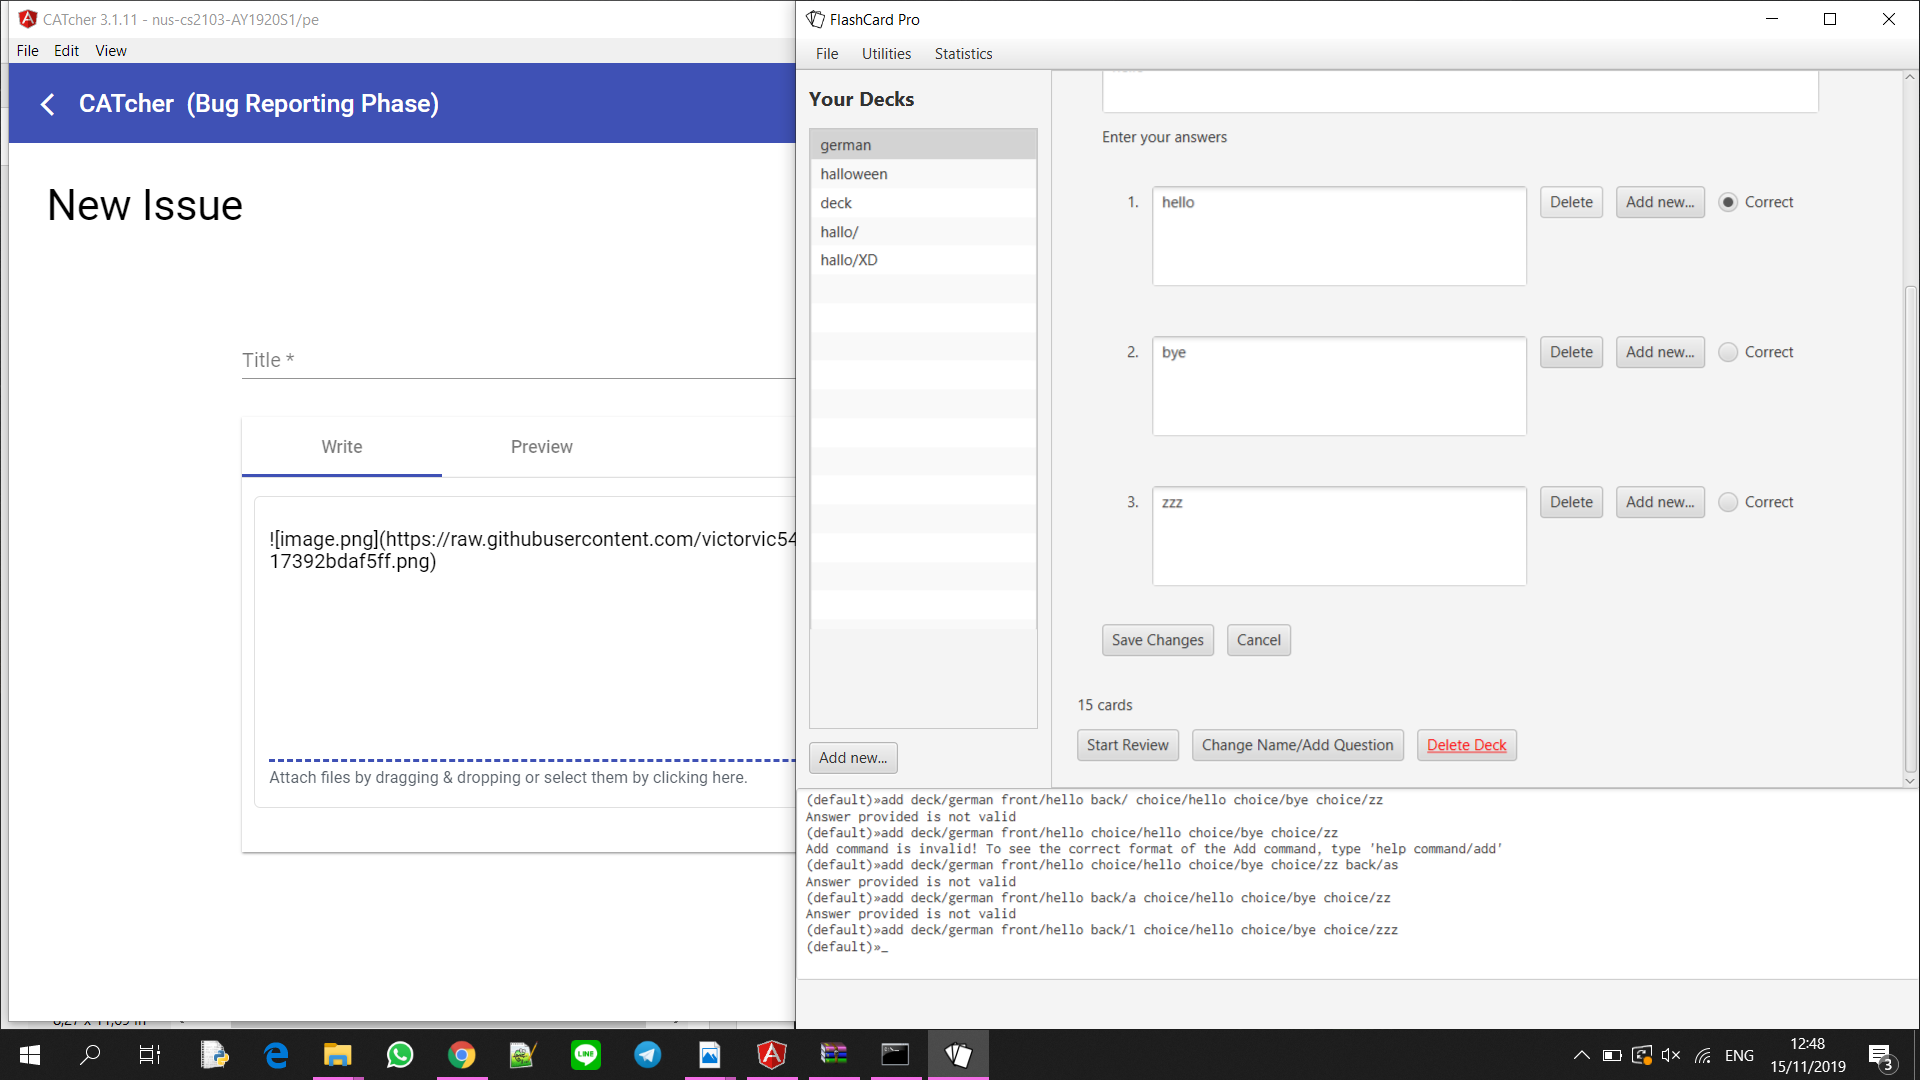 CATcher 3.1.11 - nus-cs2103-AY1920S1/pe
File Edit View
CATcher (Bug Reporting Phase)
New Issue
Title *
Write Preview
![image.png](https://raw.githubusercontent.com/victorvic54
17392bdaf5ff.png)
Attach files by dragging & dropping or select them by clicking here.
FlashCard Pro
File Utilities Statistics
Your Decks
german
halloween
deck
hallo/
hallo/XD
Add new...
Enter your answers
1. hello Delete Add new... Correct
2. bye Delete Add new... Correct
3. zzz Delete Add new... Correct
Save Changes Cancel
15 cards
Start Review Change Name/Add Question Delete Deck
(default)»add deck/german front/hello back/ choice/hello choice/bye choice/zz
Answer provided is not valid
(default)»add deck/german front/hello choice/hello choice/bye choice/zz
Add command is invalid! To see the correct format of the Add command, type 'help command/add'
(default)»add deck/german front/hello choice/hello choice/bye choice/zz back/as
Answer provided is not valid
(default)»add deck/german front/hello back/a choice/hello choice/bye choice/zz
Answer provided is not valid
(default)»add deck/german front/hello back/1 choice/hello choice/bye choice/zzz
(default)»_
LINE
ENG
12:48
15/11/2019
3